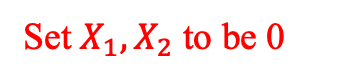 Set X₁, X₂ to be 0